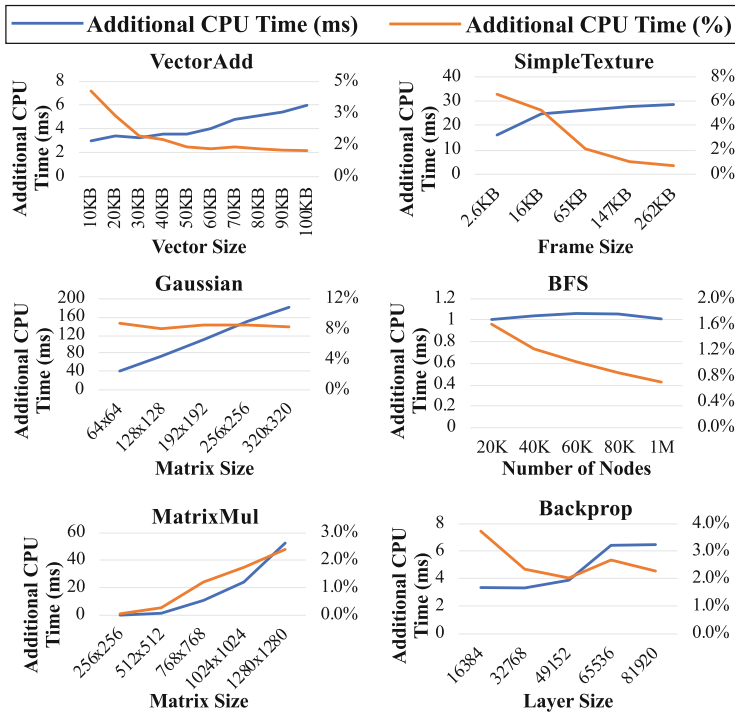 Additional CPU Time (ms) Additional CPU Time (%)
VectorAdd
Additional CPU
Time (ms)
8
6
4
2
0
5%
3%
2%
0%
10KB
20KB
30KB
40KB
50KB
60KB
70KB
80KB
90KB
100KB
Vector Size
SimpleTexture
Additional CPU
Time (ms)
40
30
20
10
0
8%
6%
4%
2%
0%
2.6KB
16KB
65KB
147KB
262KB
Frame Size
Gaussian
Additional CPU
Time (ms)
200
160
120
80
40
0
12%
8%
4%
0%
64x64
128x128
192x192
256x256
320x320
Matrix Size
BFS
Additional CPU
Time (ms)
1.2
1
0.8
0.6
0.4
0.2
0
2.0%
1.6%
1.2%
0.8%
0.4%
0.0%
20K 40K 60K 80K 1M
Number of Nodes
MatrixMul
Additional CPU
Time (ms)
60
40
20
0
3.0%
2.0%
1.0%
0.0%
256x256
512x512
768x768
1024x1024
1280x1280
Matrix Size
Backprop
Additional CPU
Time (ms)
8
6
4
2
0
4.0%
3.0%
2.0%
1.0%
0.0%
16384
32768
49152
65536
81920
Layer Size